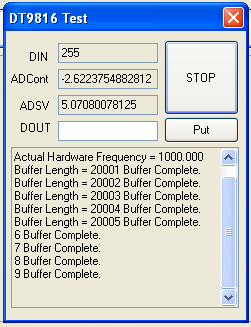 DT9816 Test
DIN 255
ADCont -2.6223754882812
STOP
ADSV 5.07080078125
DOUT
Put
Actual Hardware Frequency = 1000.000
Buffer Length = 20001 Buffer Complete.
Buffer Length = 20002 Buffer Complete.
Buffer Length = 20003 Buffer Complete.
Buffer Length = 20004 Buffer Complete.
Buffer Length = 20005 Buffer Complete.
6 Buffer Complete.
7 Buffer Complete.
8 Buffer Complete.
9 Buffer Complete.